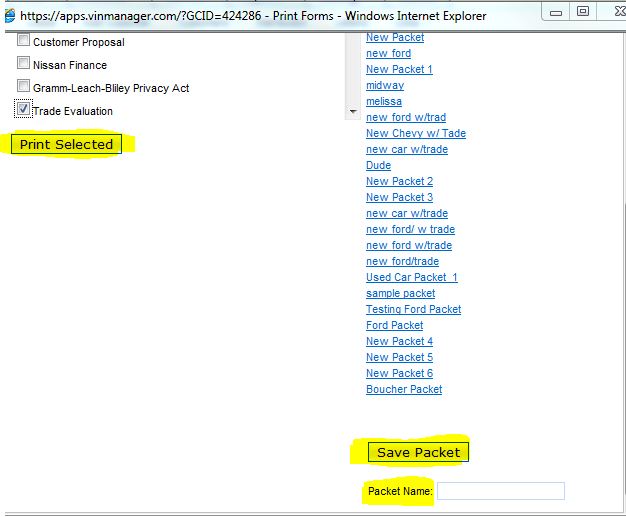 https://apps.vinmanager.com/?GCID=424286 - Print Forms - Windows Internet Explorer
Customer Proposal
Nissan Finance
Gramm-Leach-Bliley Privacy Act
Trade Evaluation
Print Selected
New Packet
new ford
New Packet 1
midway
melissa
new ford w/trad
New Chevy w/ Tade
new car w/trade
Dude
New Packet 2
New Packet 3
new car w/trade
new ford/ w trade
new ford w/trade
new ford/trade
Used Car Packet 1
sample packet
Testing Ford Packet
Ford Packet
New Packet 4
New Packet 5
New Packet 6
Boucher Packet
Save Packet
Packet Name: